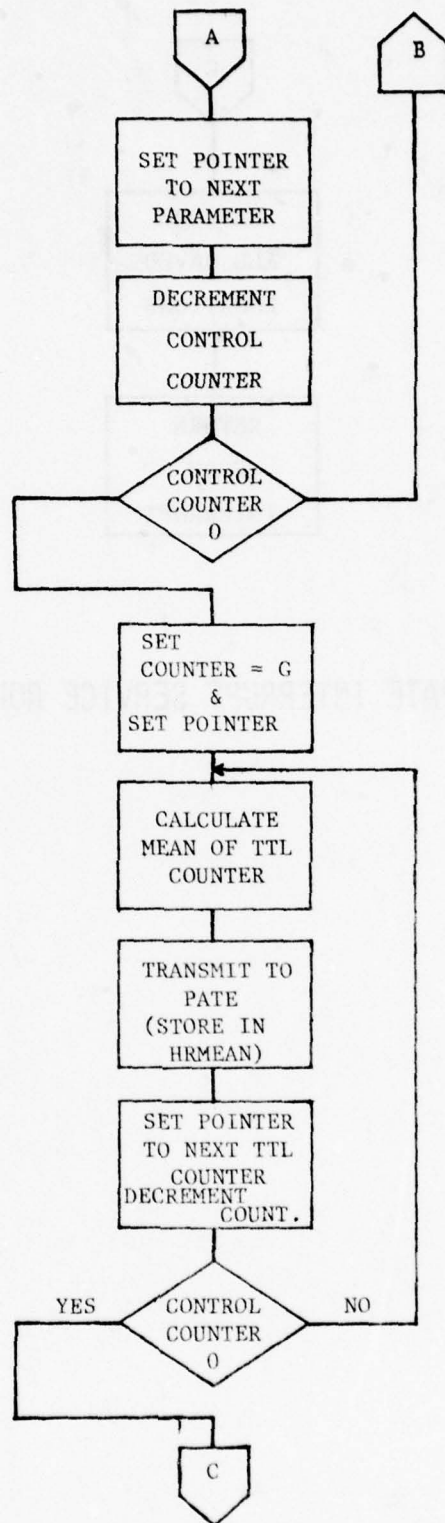 A
B
SET POINTER
TO NEXT
PARAMETER
DECREMENT
CONTROL
COUNTER
CONTROL
COUNTER
0
SET
COUNTER = G
&
SET POINTER
CALCULATE
MEAN OF TTL
COUNTER
TRANSMIT TO
PATE
(STORE IN
HRMEAN)
SET POINTER
TO NEXT TTL
COUNTER
DECREMENT
COUNT.
YES
CONTROL
COUNTER
0
NO
C